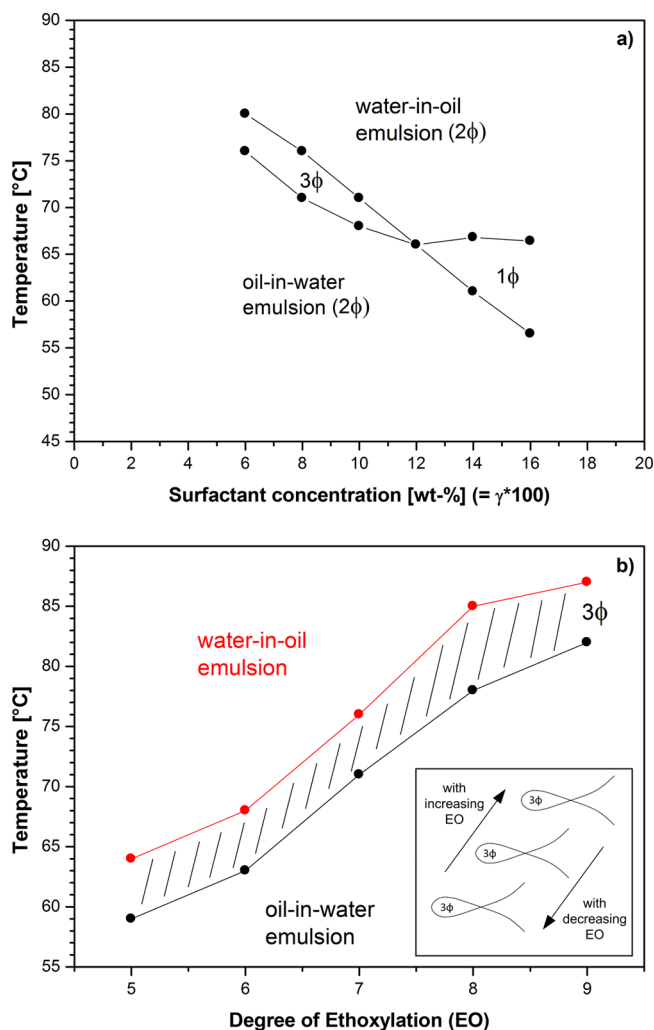 a)
90
85
80
75
70
65
60
55
50
45
Temperature [°C]
water-in-oil
emulsion (2ϕ)
3ϕ
1ϕ
oil-in-water
emulsion (2ϕ)
0 2 4 6 8 10 12 14 16 18 20
Surfactant concentration [wt-%] (= γ*100)
b)
90
85
80
75
70
65
60
55
Temperature [°C]
3ϕ
water-in-oil
emulsion
oil-in-water
emulsion
with
increasing
EO
3ϕ
3ϕ
3ϕ
with
decreasing
EO
5 6 7 8 9
Degree of Ethoxylation (EO)